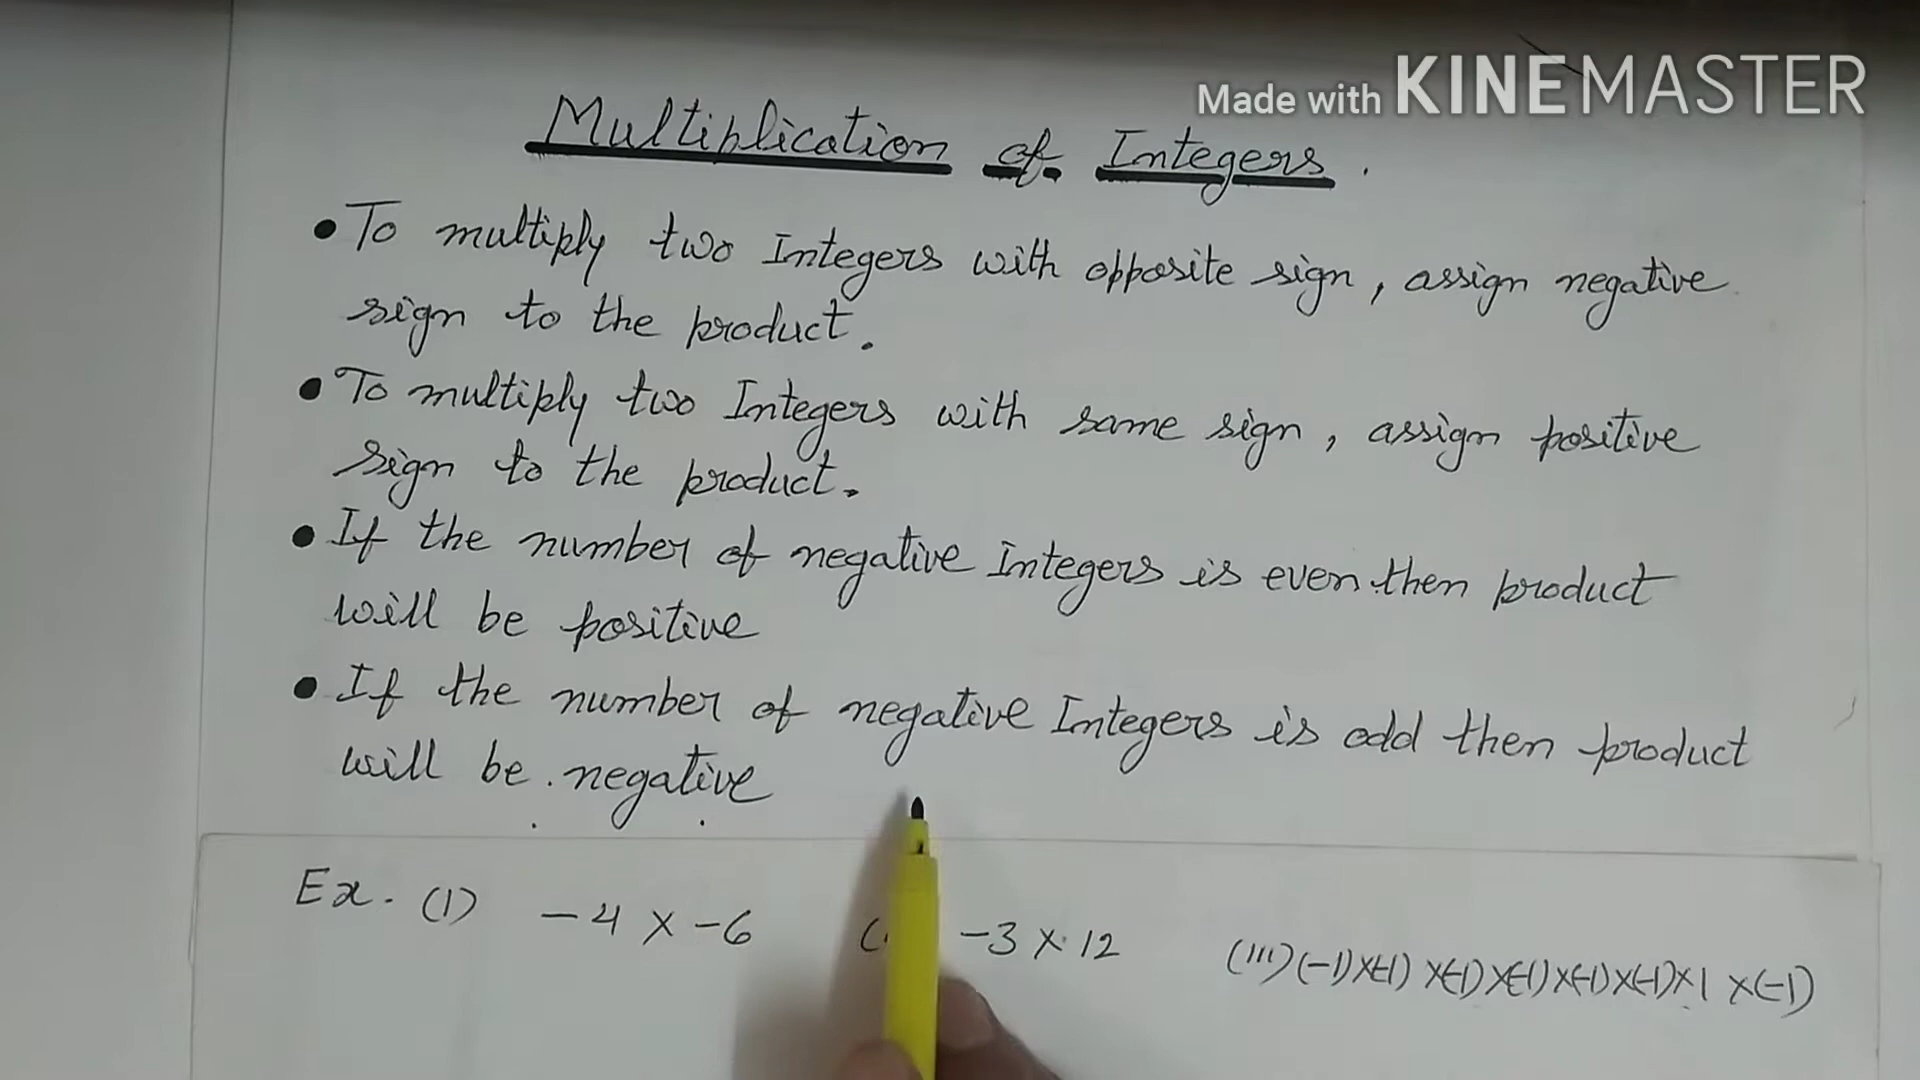 Made with KINEMASTER
Multiplication of Integers.
• To multiply two Integers with opposite sign, assign negative
sign to the product.
• To multiply two Integers with same sign, assign positive
sign to the product.
• If the number of negative Integers is even then product
will be positive
• If the number of negative Integers is odd then product
will be negative
Ex. (1) -4 x -6 -3 x 12 (111) (-1)x(-1) x(-1)x(-1)x(-1)x(-1)x1 x(-1)